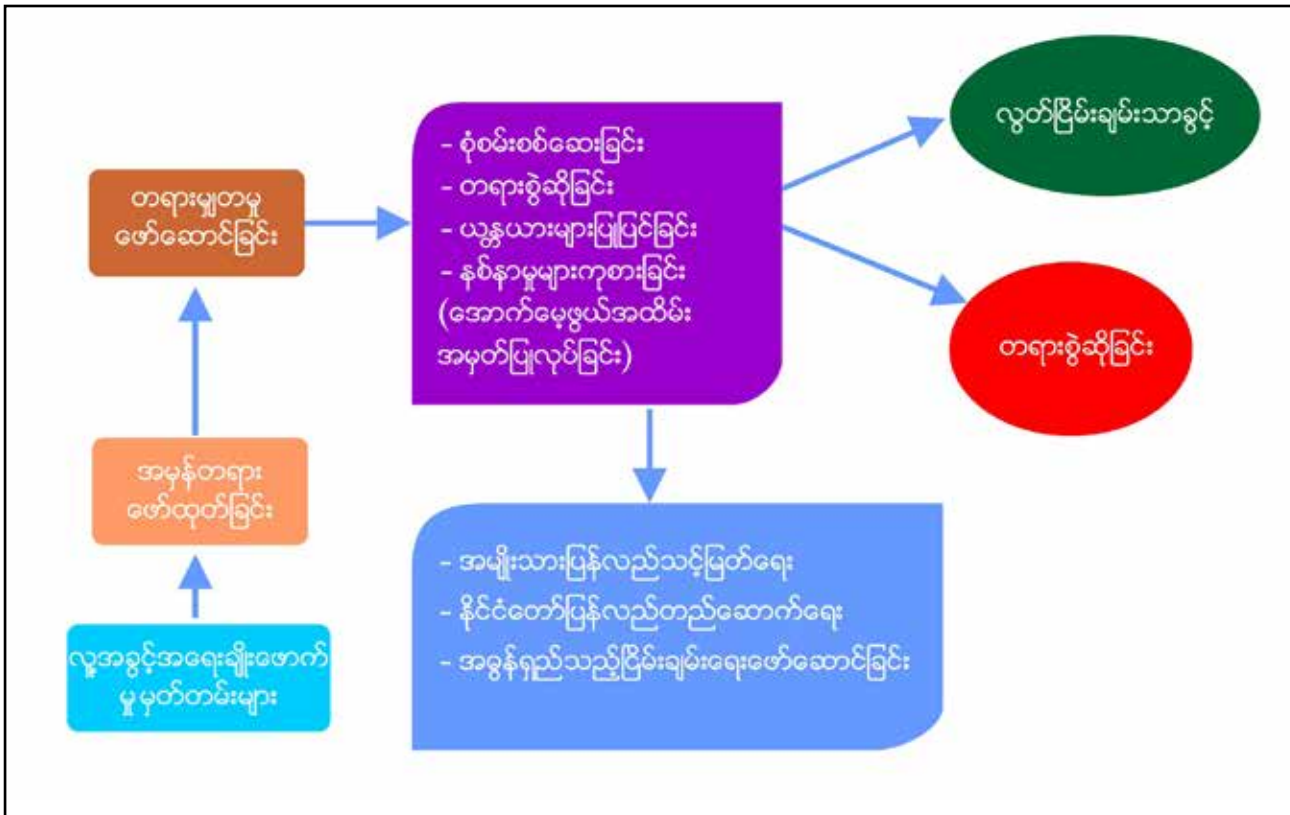 လူ့အခွင့်အရေးချိုးဖောက်
မှု မှတ်တမ်းများ
အမှန်တရား
ဖော်ထုတ်ခြင်း
တရားမျှတမှု
ဖော်ဆောင်ခြင်း
- စုံစမ်းစစ်ဆေးခြင်း
- တရားစွဲဆိုခြင်း
- ယန္တယားများပြုပြင်ခြင်း
- နစ်နာမှုများကုစားခြင်း
(အောက်မေ့ဖွယ်အထိမ်း
အမှတ်ပြုလုပ်ခြင်း)
လွတ်ငြိမ်းချမ်းသာခွင့်
တရားစွဲဆိုခြင်း
- အမျိုးသားပြန်လည်သင့်မြတ်ရေး
- နိုင်ငံတော်ပြန်လည်တည်ဆောက်ရေး
- အဓွန်ရှည်သည့်ငြိမ်းချမ်းရေးဖော်ဆောင်ခြင်း